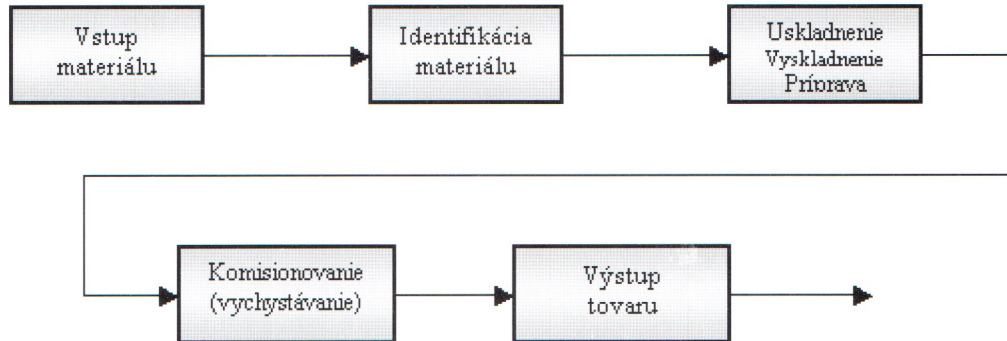 Vstup
materiálu
Identifikácia
materiálu
Uskladnenie
Vyskladnenie
Príprava
Komisionovanie
(vychystávanie)
Výstup
tovaru